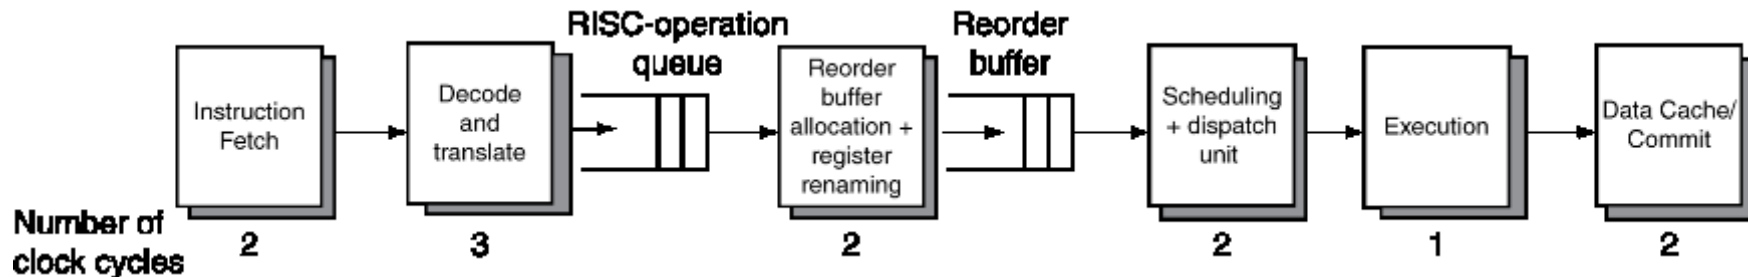 RISC-operation
queue
Reorder
buffer
Instruction
Fetch
Decode
and
translate
Reorder
buffer
allocation +
register
renaming
Scheduling
+ dispatch
unit
Execution
Data Cache/
Commit
Number of
clock cycles
2
3
2
2
1
2